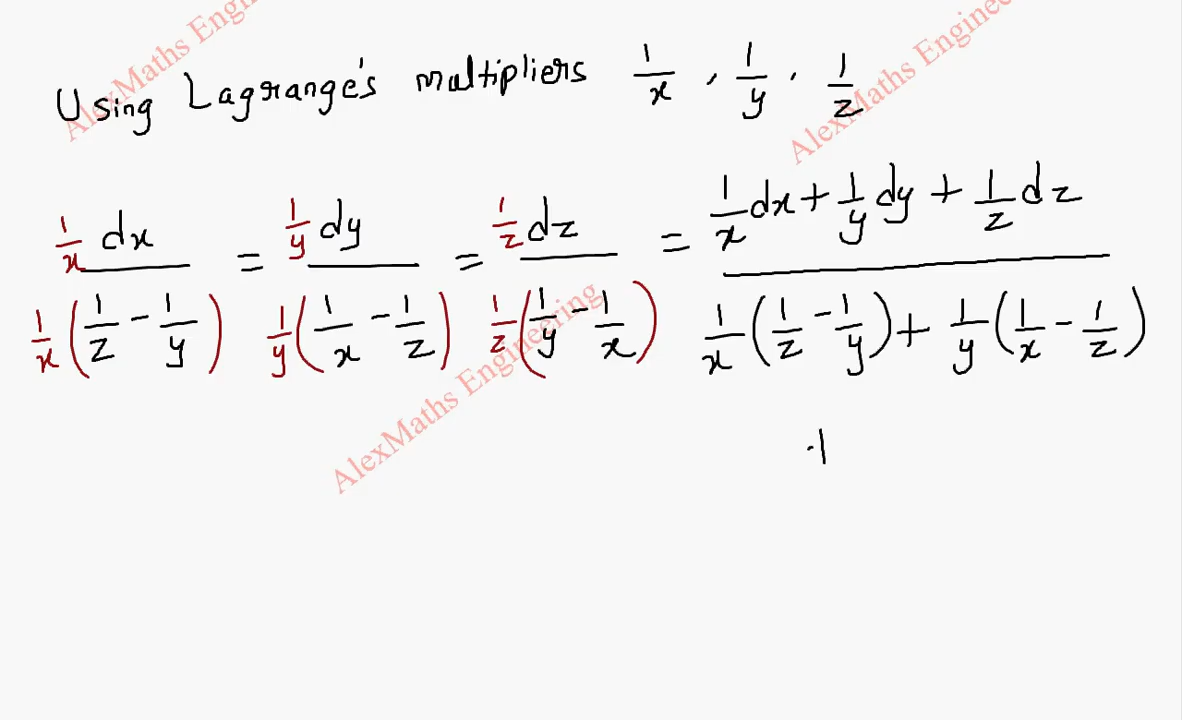 Using Lagrange's multipliers 1/x , 1/y , 1/z
1/x dx / 1/x (1/z - 1/y) = 1/y dy / 1/y (1/x - 1/z) = 1/z dz / 1/z (1/y - 1/x) = 1/x dx + 1/y dy + 1/z dz / 1/x (1/z - 1/y) + 1/y (1/x - 1/z)
AlexMaths Engineering